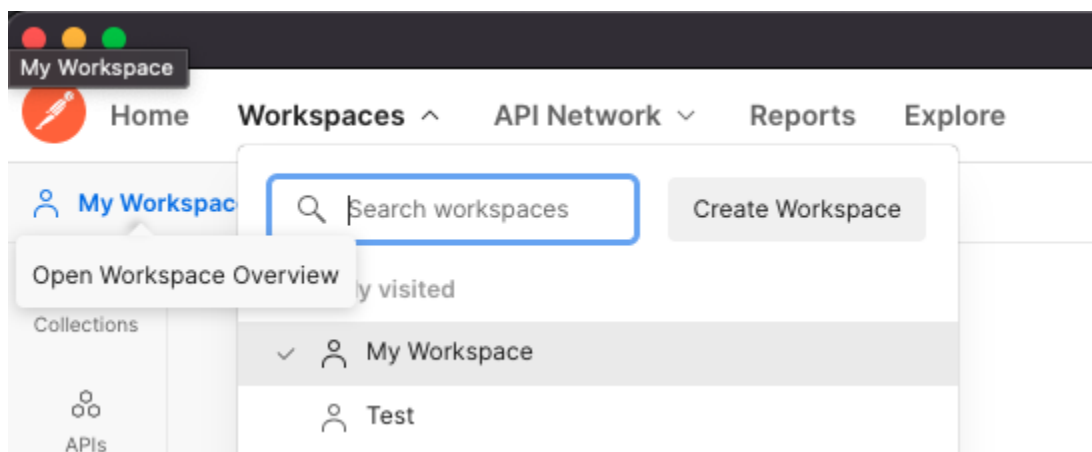 My Workspace
Home Workspaces API Network Reports Explore
My Workspac
Search workspaces Create Workspace
Open Workspace Overview
ly visited
Collections
My Workspace
Test
APIs